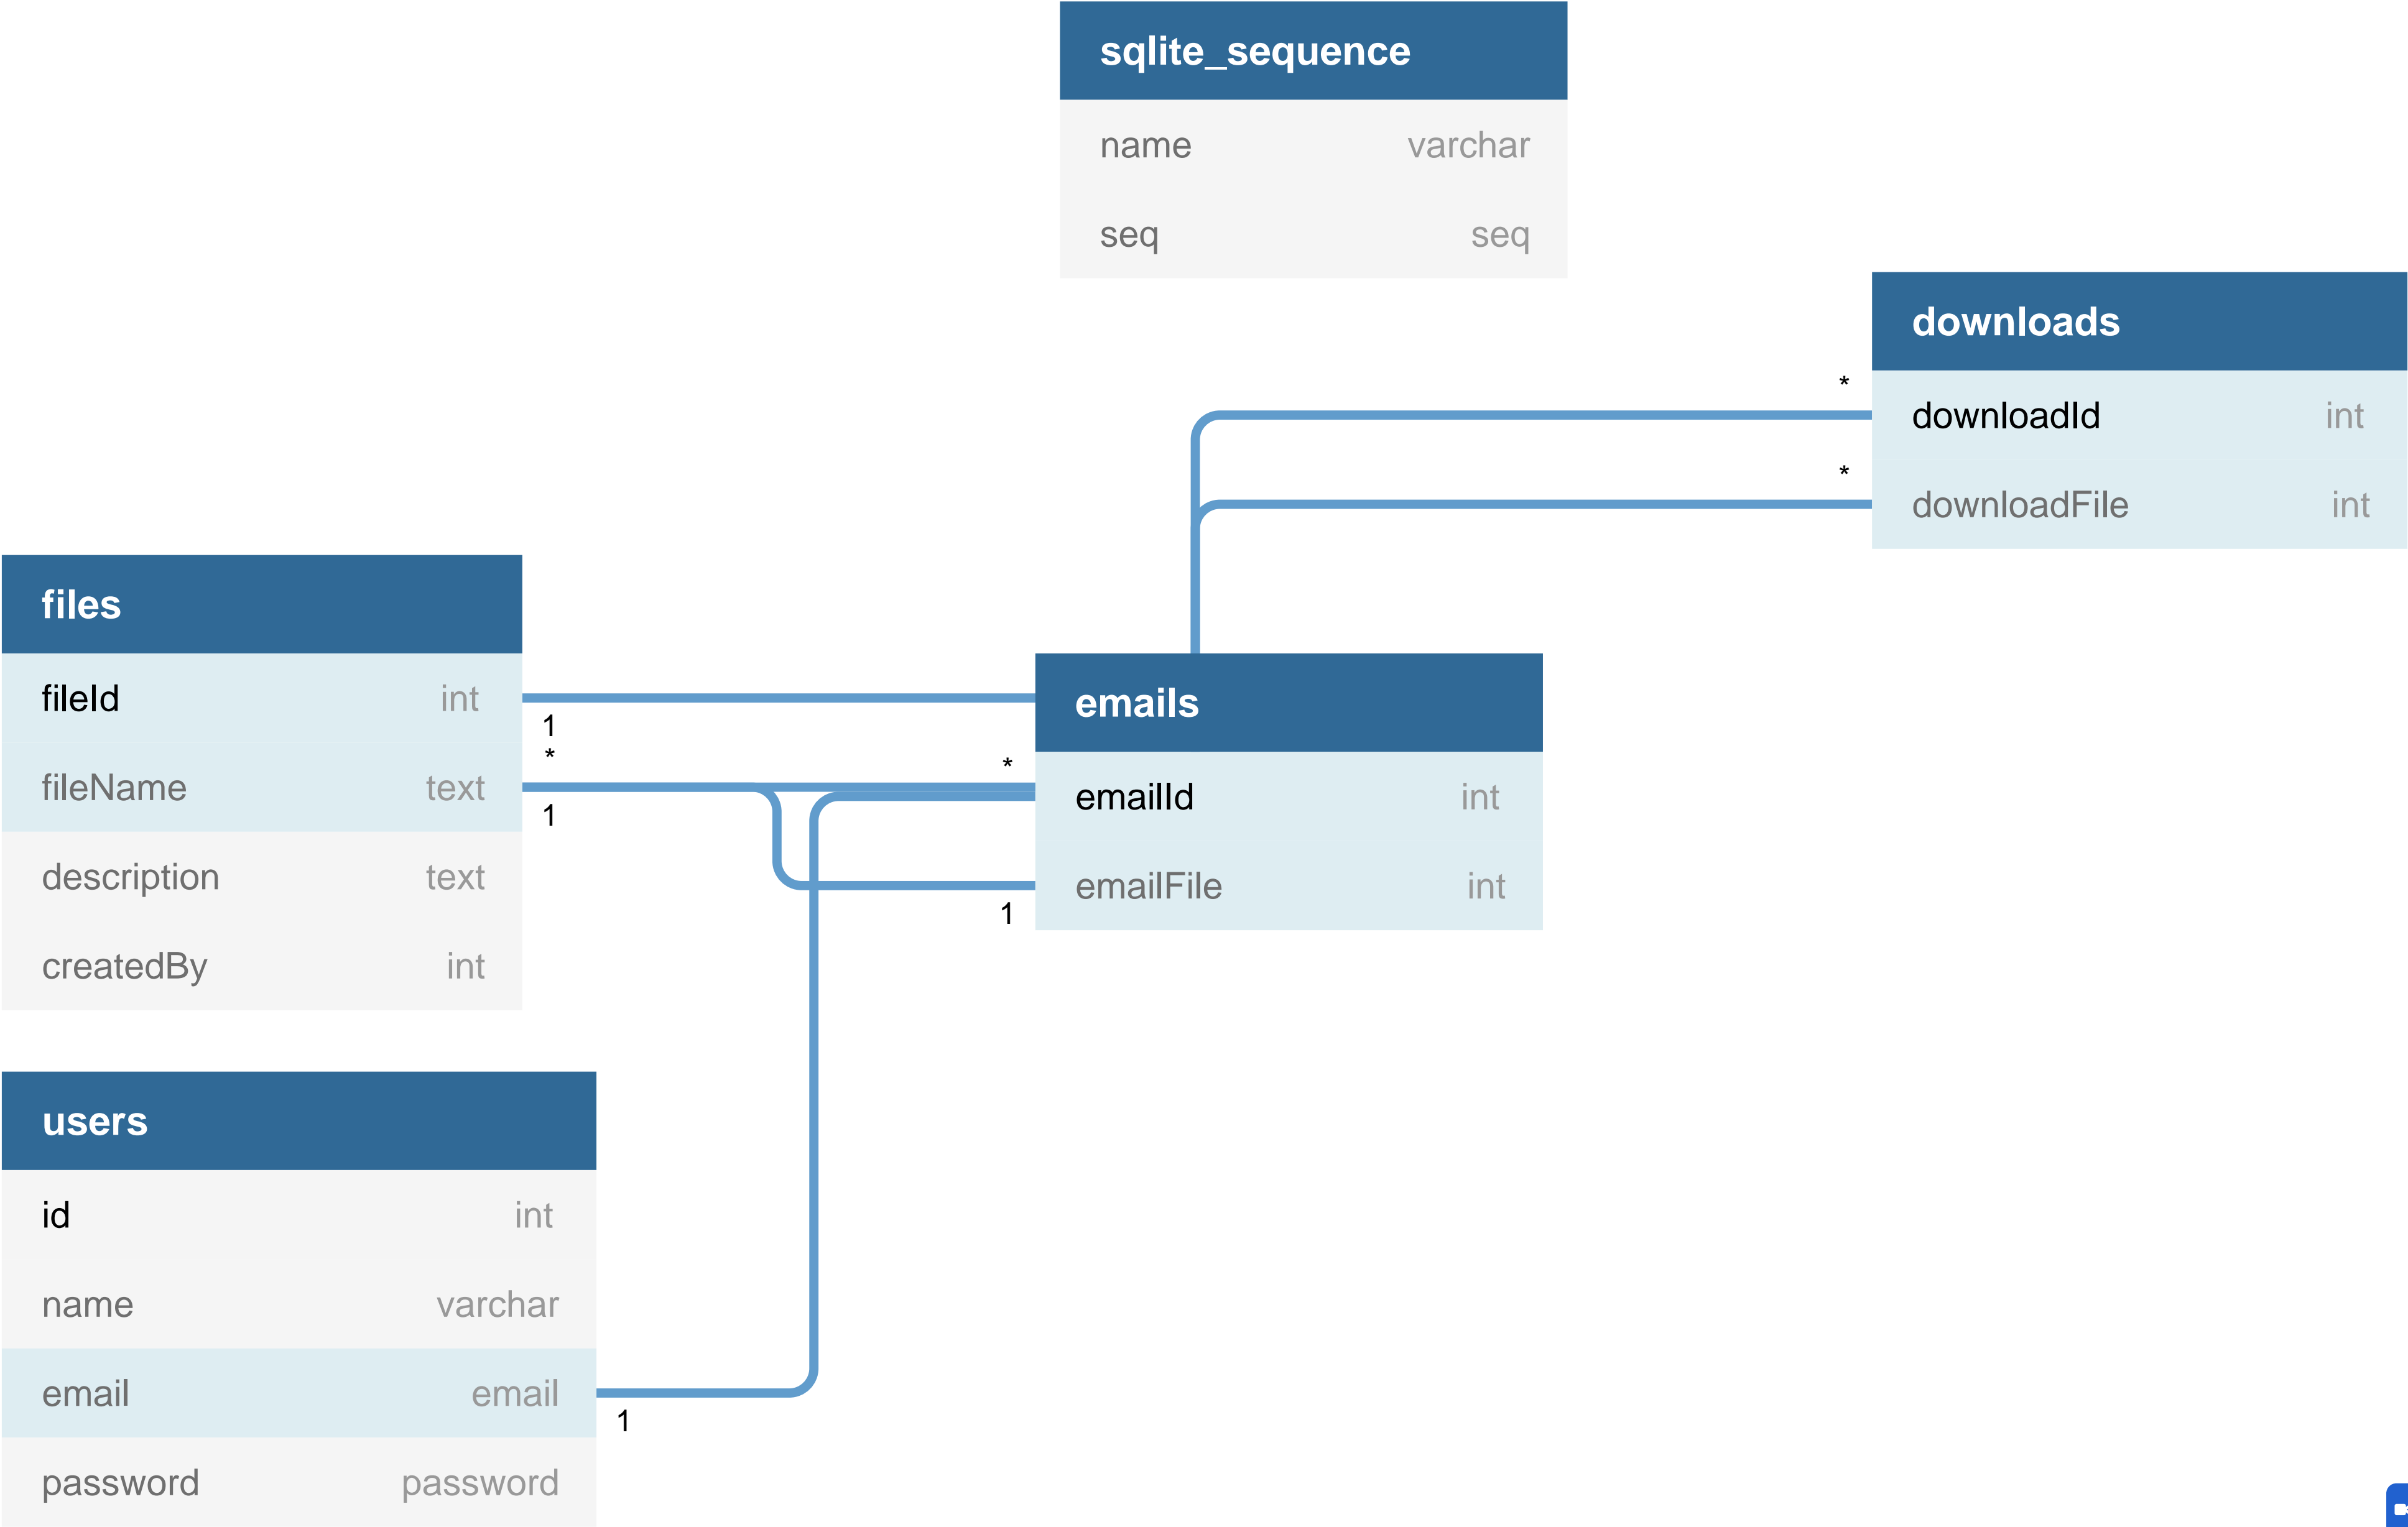 sqlite_sequence
name varchar
seq seq
downloads
*
downloadId int
*
downloadFile int
files
fileId int
1
*
fileName text
1
description text
createdBy int
emails
*
emailId int
emailFile int
1
users
id int
name varchar
email email
1
password password